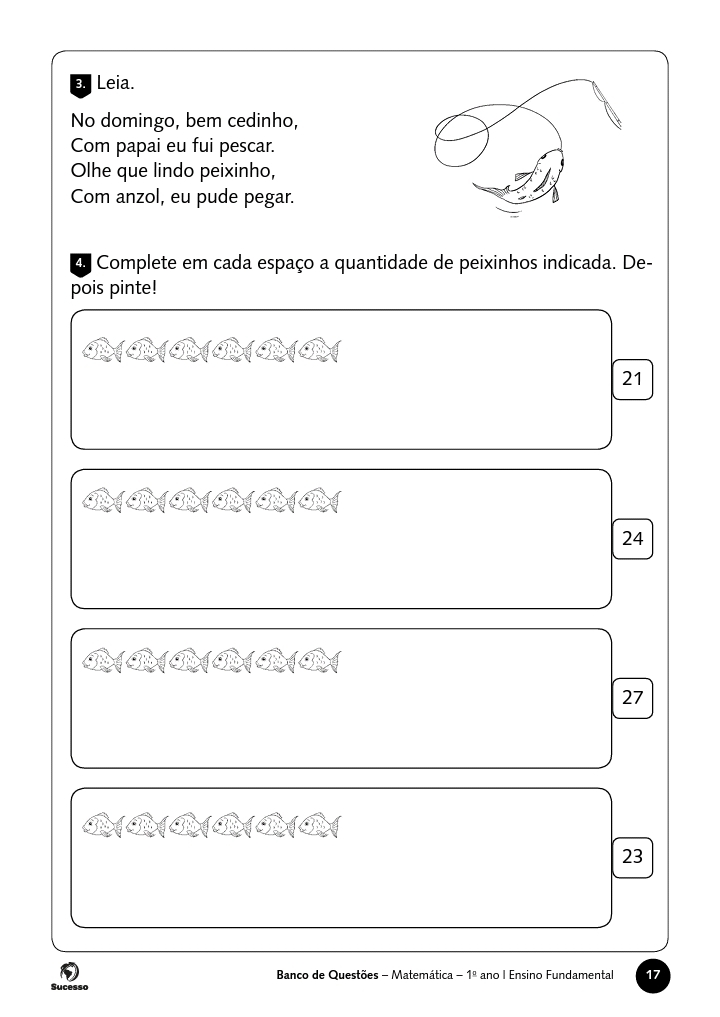 3. Leia.
No domingo, bem cedinho,
Com papai eu fui pescar.
Olhe que lindo peixinho,
Com anzol, eu pude pegar.
4. Complete em cada espaço a quantidade de peixinhos indicada. De-
pois pinte!
21
24
27
23
Sucesso
Banco de Questões – Matemática – 1º ano I Ensino Fundamental
17